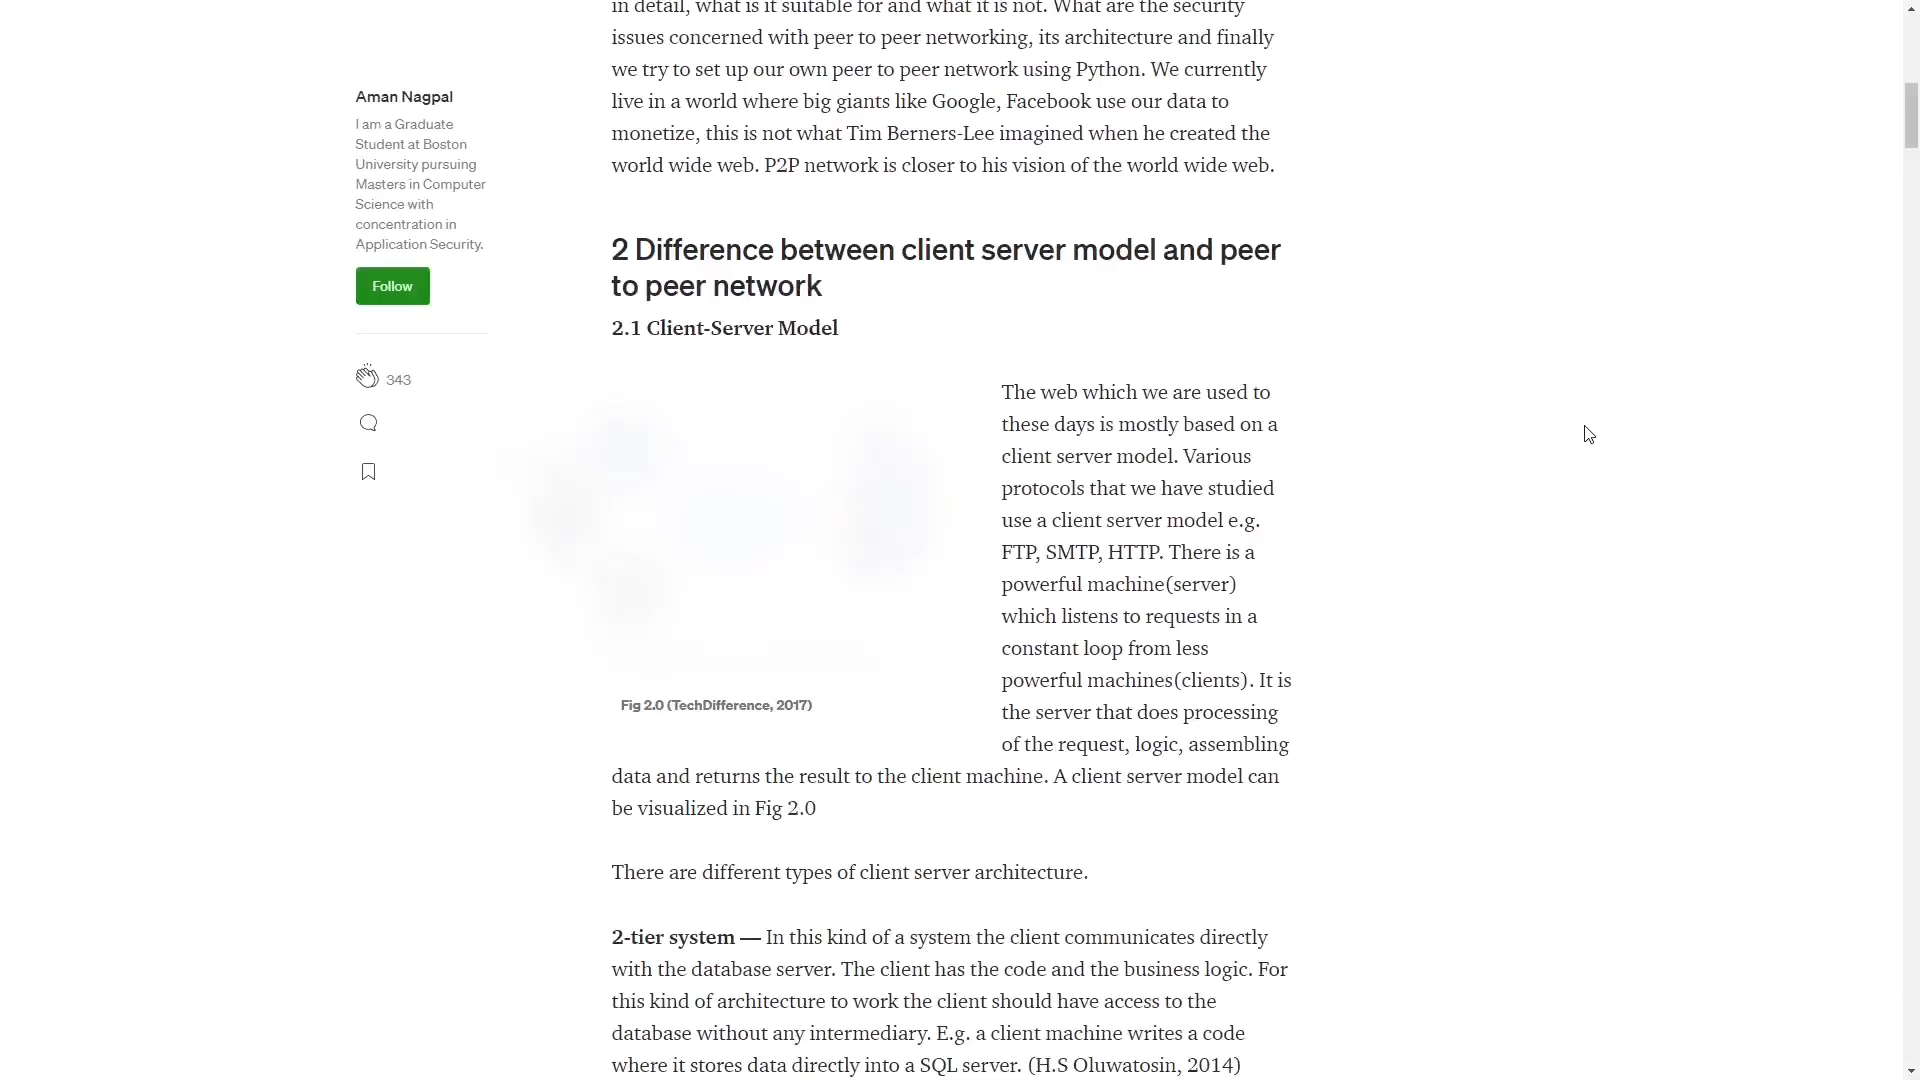 in detail, what is it suitable for and what it is not. What are the security
issues concerned with peer to peer networking, its architecture and finally
we try to set up our own peer to peer network using Python. We currently
live in a world where big giants like Google, Facebook use our data to
monetize, this is not what Tim Berners-Lee imagined when he created the
world wide web. P2P network is closer to his vision of the world wide web.
Aman Nagpal
I am a Graduate
Student at Boston
University pursuing
Masters in Computer
Science with
concentration in
Application Security.
Follow
343
2 Difference between client server model and peer
to peer network
2.1 Client-Server Model
The web which we are used to
these days is mostly based on a
client server model. Various
protocols that we have studied
use a client server model e.g.
FTP, SMTP, HTTP. There is a
powerful machine(server)
which listens to requests in a
constant loop from less
powerful machines(clients). It is
the server that does processing
of the request, logic, assembling
Fig 2.0 (TechDifference, 2017)
data and returns the result to the client machine. A client server model can
be visualized in Fig 2.0
There are different types of client server architecture.
2-tier system — In this kind of a system the client communicates directly
with the database server. The client has the code and the business logic. For
this kind of architecture to work the client should have access to the
database without any intermediary. E.g. a client machine writes a code
where it stores data directly into a SQL server. (H.S Oluwatosin, 2014)